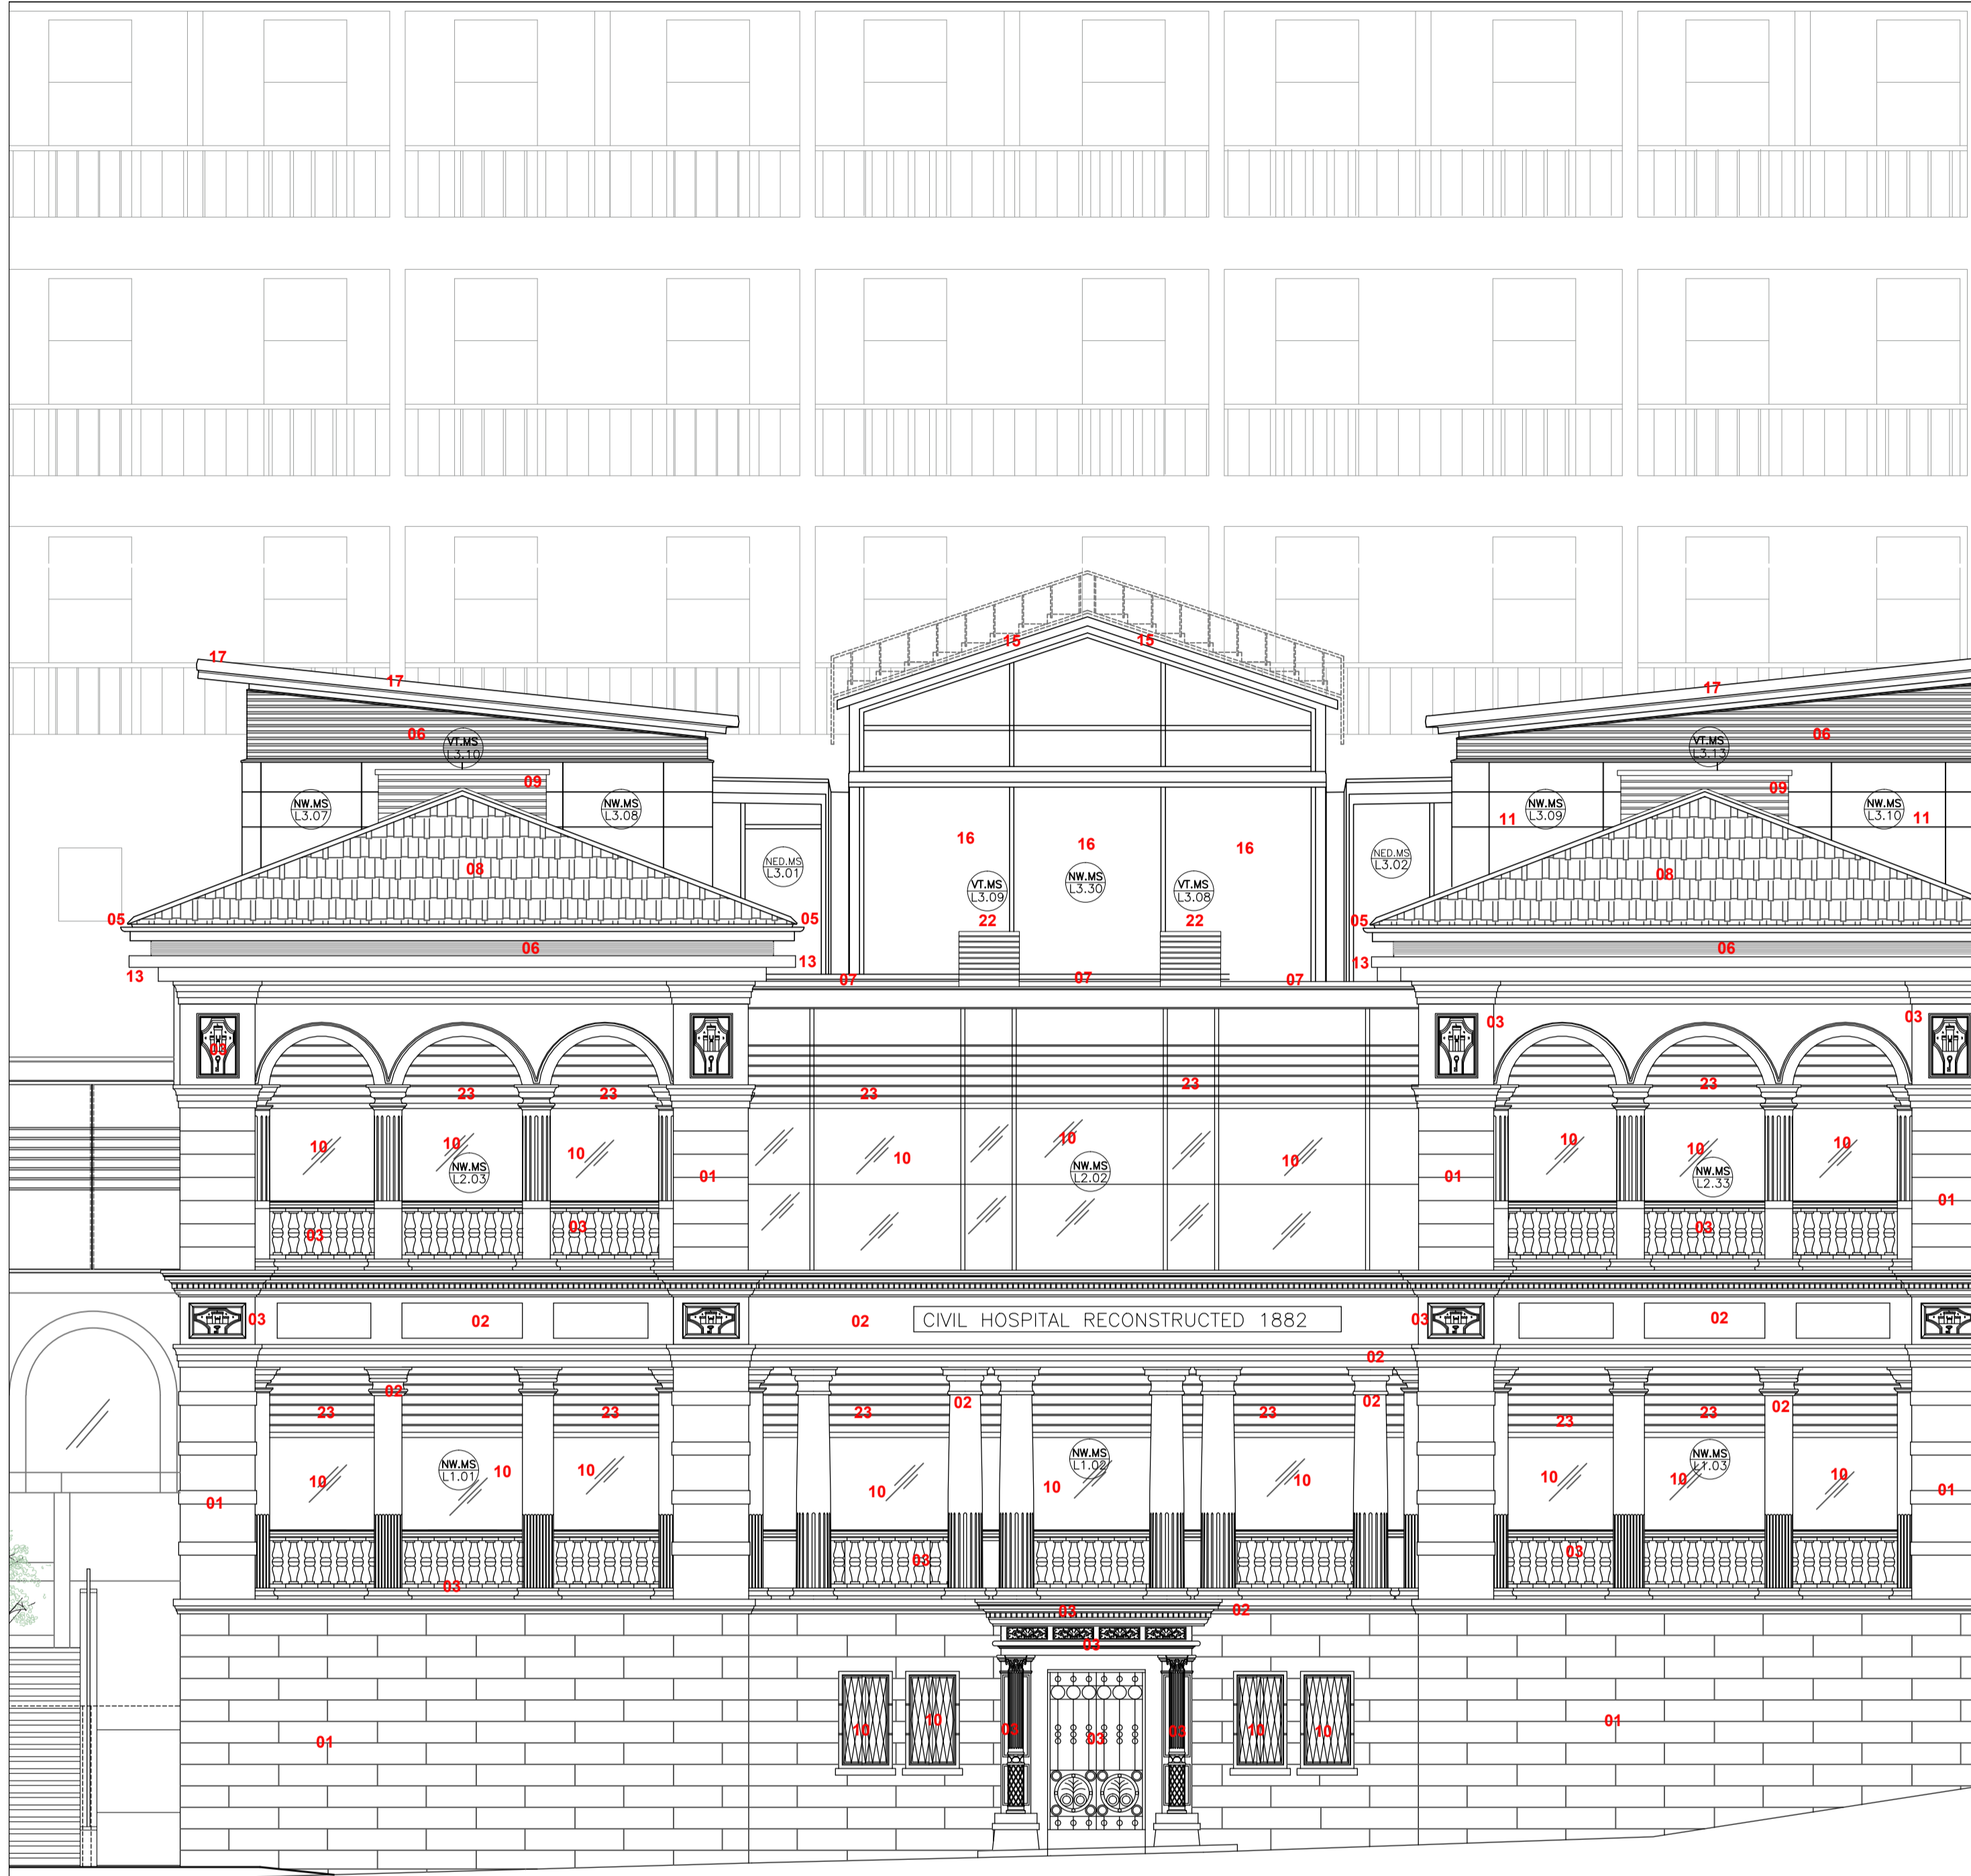 15 15
17 17 17
06 VT.MS L3.10 VT.MS L3.13 06
09 09
NW.MS L3.07 NW.MS L3.08 NW.MS L3.09 NW.MS L3.10
11 11
16 16 16
NED.MS L3.01 NED.MS L3.02
08 08
VT.MS L3.09 NW.MS L3.30 VT.MS L3.08
05 05 22 22 05
06 06
13 13 13
07 07 07
03 03 03
23 23 23 23 23
10 10 10 10 10 10 10 10 10
NW.MS L2.03 NW.MS L2.02 NW.MS L2.33
01 01 01
03 03 03
03 02 02 CIVIL HOSPITAL RECONSTRUCTED 1882 03 02
02
02 02 02 02
23 23 23 23 23 23
NW.MS L1.01 NW.MS L1.02 NW.MS L1.03
10 10 10 10 10 10 10 10 10
01 01
03 03 03
03 02
03
10 10 03 03 03 10 10
01 01